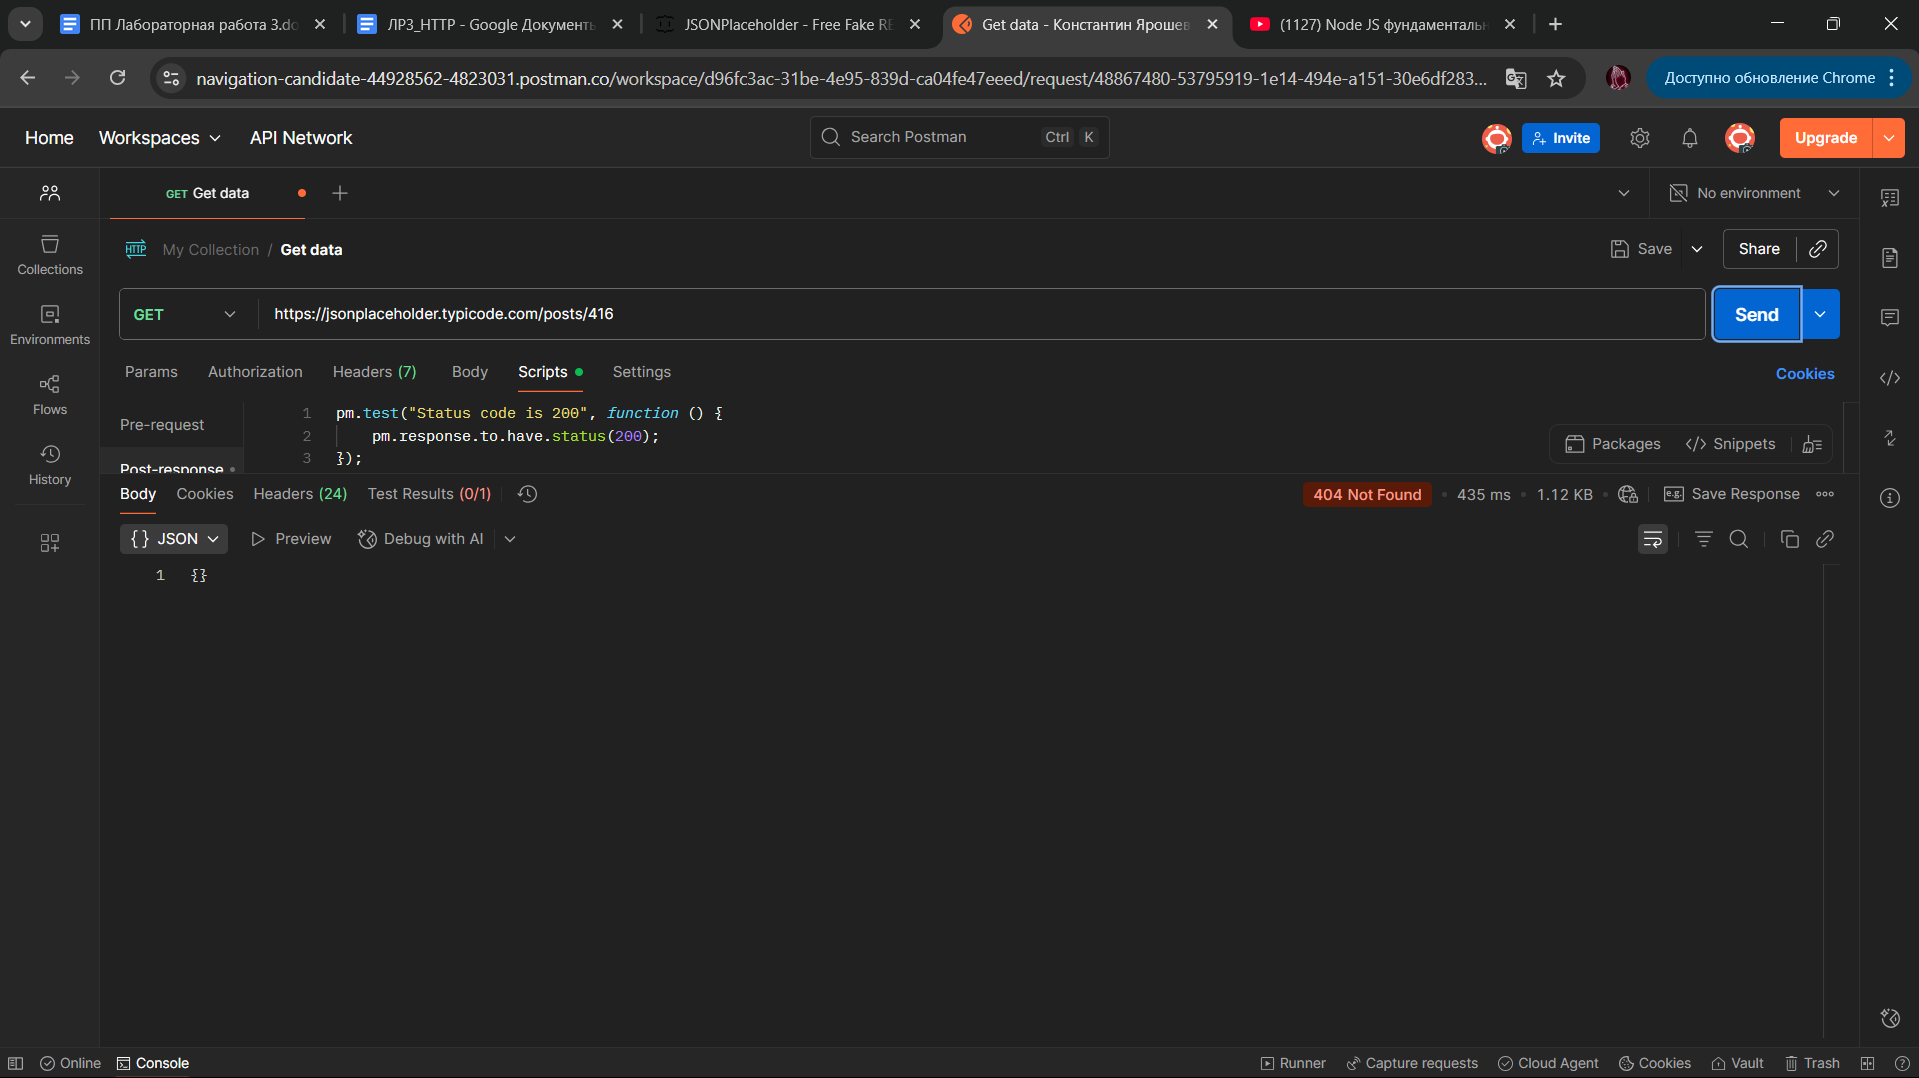 ПП Лабораторная работа 3.do
ЛР3_HTTP - Google Документы
JSONPlaceholder - Free Fake RE
Get data - Константин Ярошев
(1127) Node JS фундаменталь
navigation-candidate-44928562-4823031.postman.co/workspace/d96fc3ac-31be-4e95-839d-ca04fe47eeed/request/48867480-53795919-1e14-494e-a151-30e6df283...
Доступно обновление Chrome
Home
Workspaces
API Network
Search Postman
Ctrl K
Invite
Upgrade
GET Get data
No environment
HTTP
My Collection / Get data
Save
Share
Collections
Environments
Flows
History
GET
https://jsonplaceholder.typicode.com/posts/416
Send
Params
Authorization
Headers (7)
Body
Scripts
Settings
Cookies
Pre-request
Post-response
1 pm.test("Status code is 200", function () {
2 pm.response.to.have.status(200);
3 });
Packages
</> Snippets
Body
Cookies
Headers (24)
Test Results (0/1)
404 Not Found
435 ms
1.12 KB
e.g. Save Response
{} JSON
Preview
Debug with AI
1 {}
Online
Console
Runner
Capture requests
Cloud Agent
Cookies
Vault
Trash